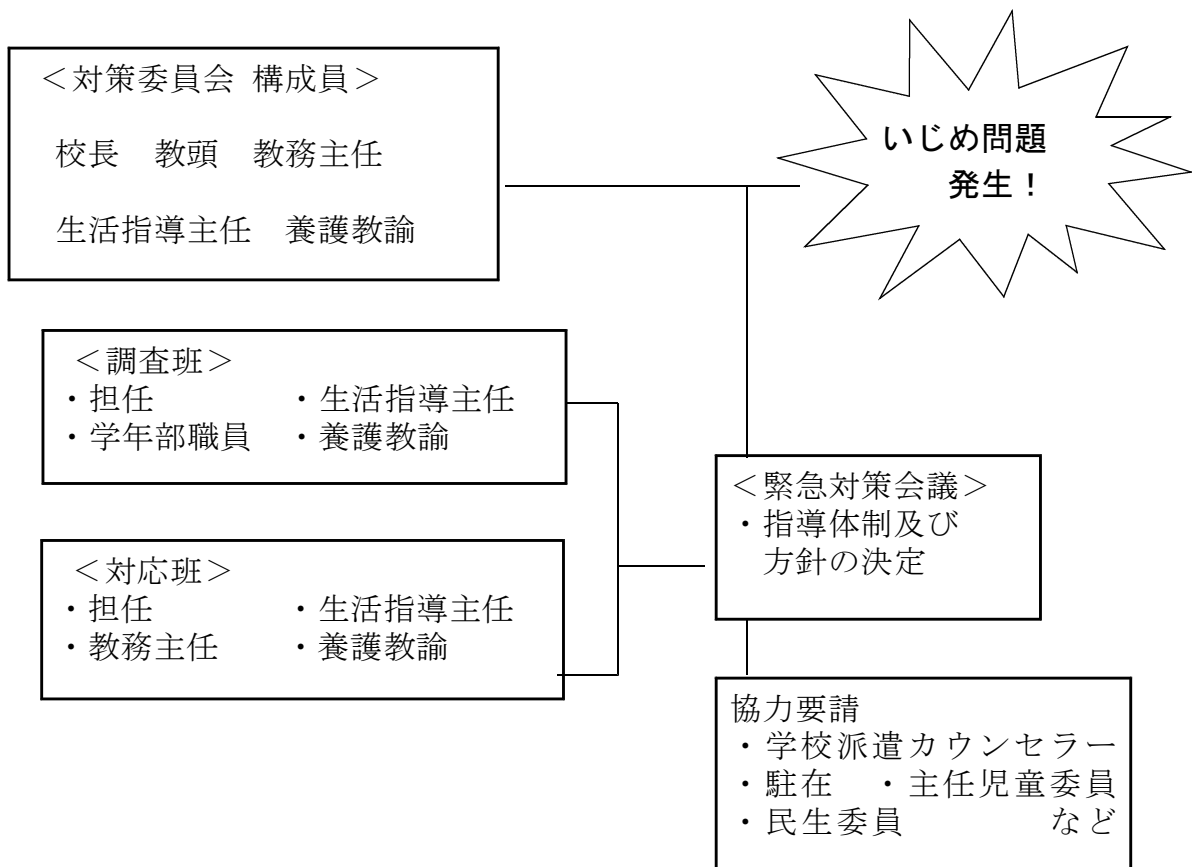 ＜対策委員会 構成員＞
校長　教頭　教務主任
生活指導主任　養護教諭
いじめ問題
発生！
＜調査班＞
・担任　　　・生活指導主任
・学年部職員　・養護教諭
＜対応班＞
・担任　　　・生活指導主任
・教務主任　　・養護教諭
＜緊急対策会議＞
・指導体制及び
方針の決定
協力要請
・学校派遣カウンセラー
・駐在　・主任児童委員
・民生委員　　　　など